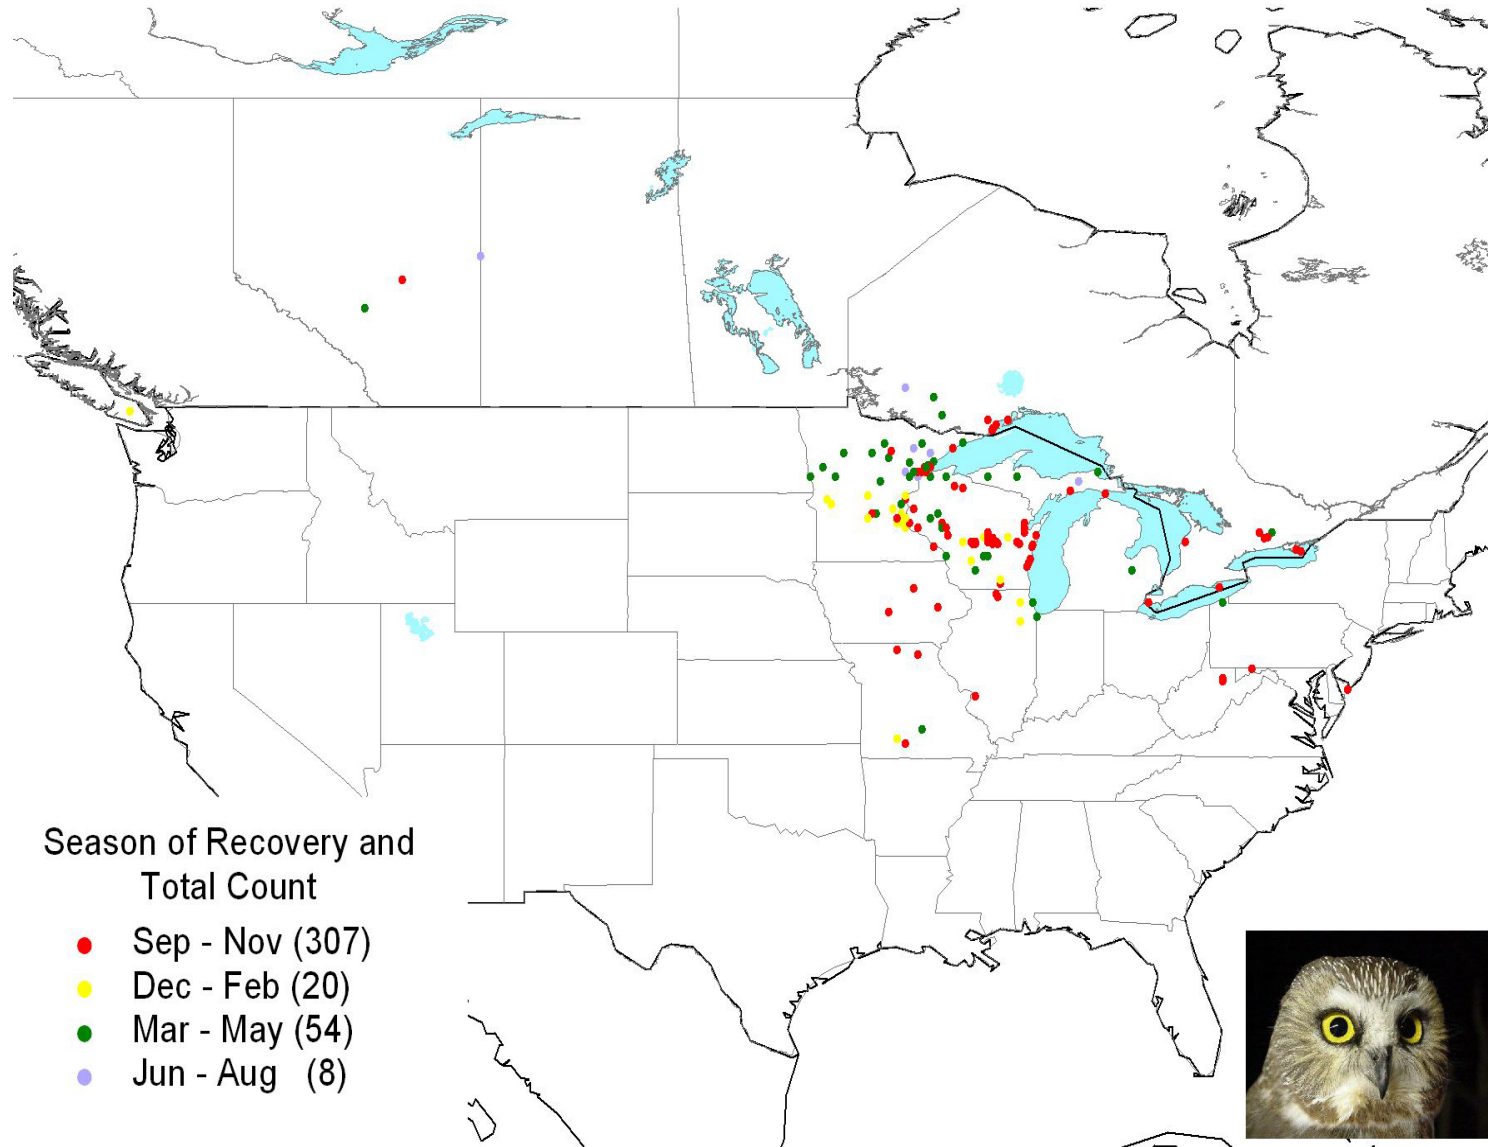 Season of Recovery and
Total Count
Sep - Nov (307)
Dec - Feb (20)
Mar - May (54)
Jun - Aug (8)